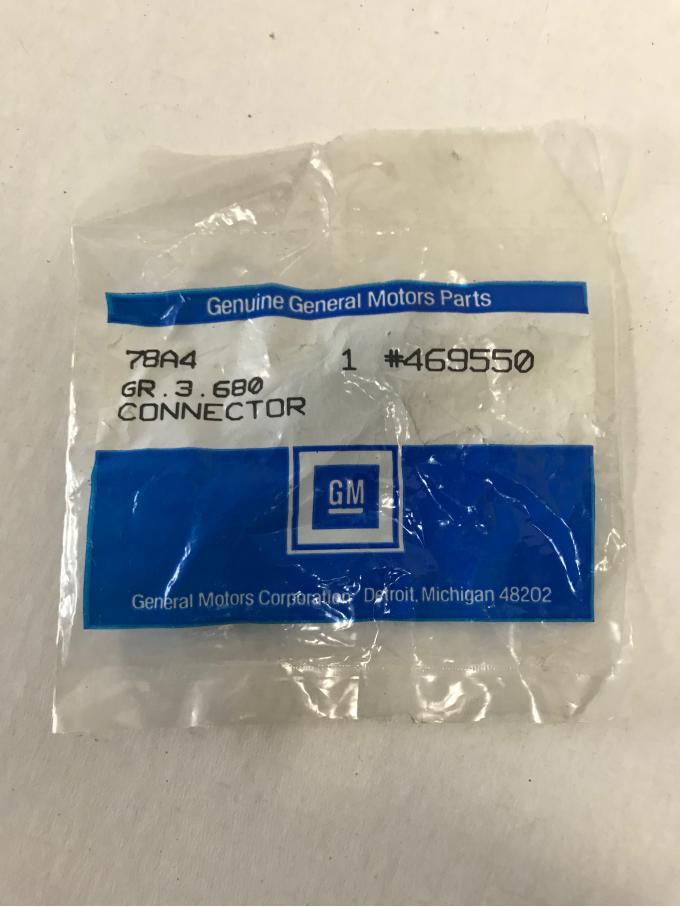 Genuine General Motors Parts
78A4 1 #469550
GR.3.680
CONNECTOR
GM
General Motors Corporation Detroit, Michigan 48202